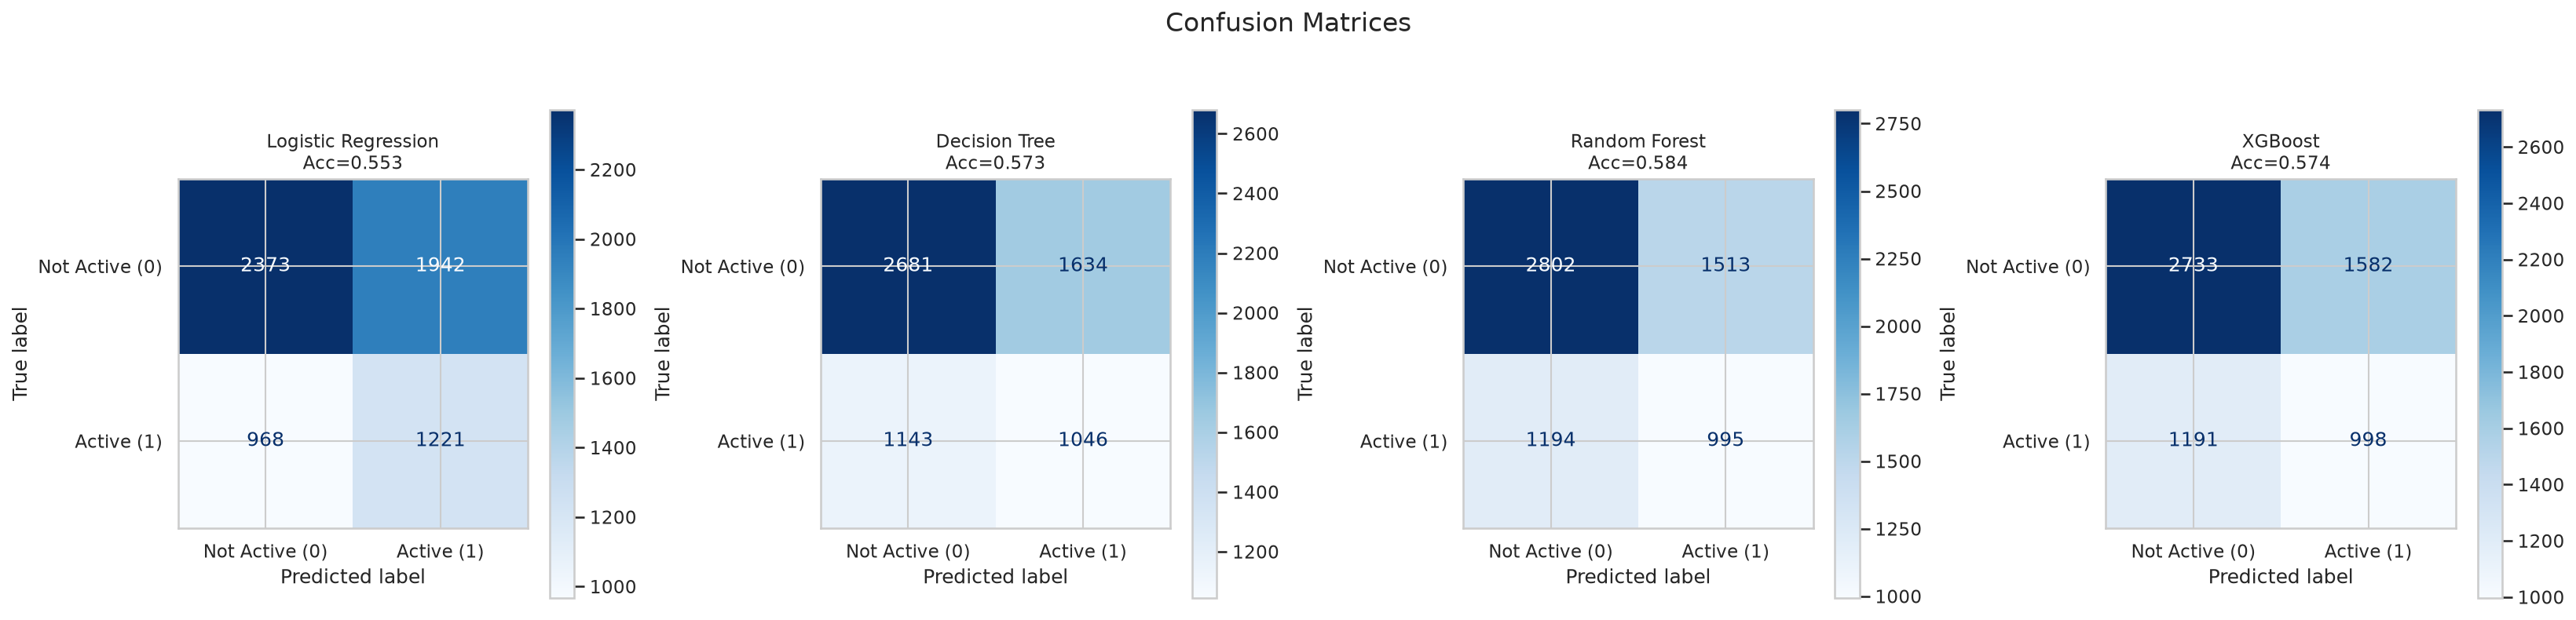 Confusion Matrices
Logistic Regression
Acc=0.553
2373
1942
968
1221
Not Active (0)
Active (1)
True label
Not Active (0)
Active (1)
Predicted label
2200
2000
1800
1600
1400
1200
1000
Decision Tree
Acc=0.573
2681
1634
1143
1046
Not Active (0)
Active (1)
True label
Not Active (0)
Active (1)
Predicted label
2600
2400
2200
2000
1800
1600
1400
1200
Random Forest
Acc=0.584
2802
1513
1194
995
Not Active (0)
Active (1)
True label
Not Active (0)
Active (1)
Predicted label
2750
2500
2250
2000
1750
1500
1250
1000
XGBoost
Acc=0.574
2733
1582
1191
998
Not Active (0)
Active (1)
True label
Not Active (0)
Active (1)
Predicted label
2600
2400
2200
2000
1800
1600
1400
1200
1000